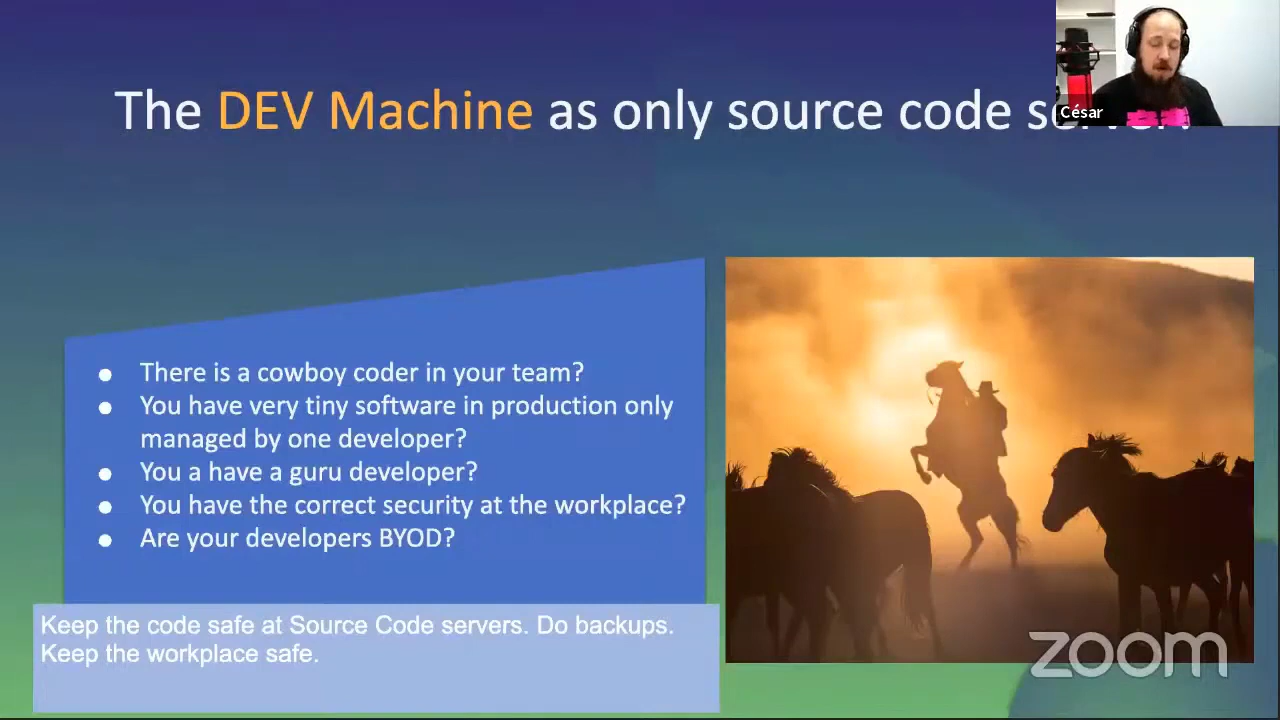 The DEV Machine as only source code server.
César
● There is a cowboy coder in your team?
● You have very tiny software in production only
managed by one developer?
● You a have a guru developer?
● You have the correct security at the workplace?
● Are your developers BYOD?
Keep the code safe at Source Code servers. Do backups.
Keep the workplace safe.
zoom